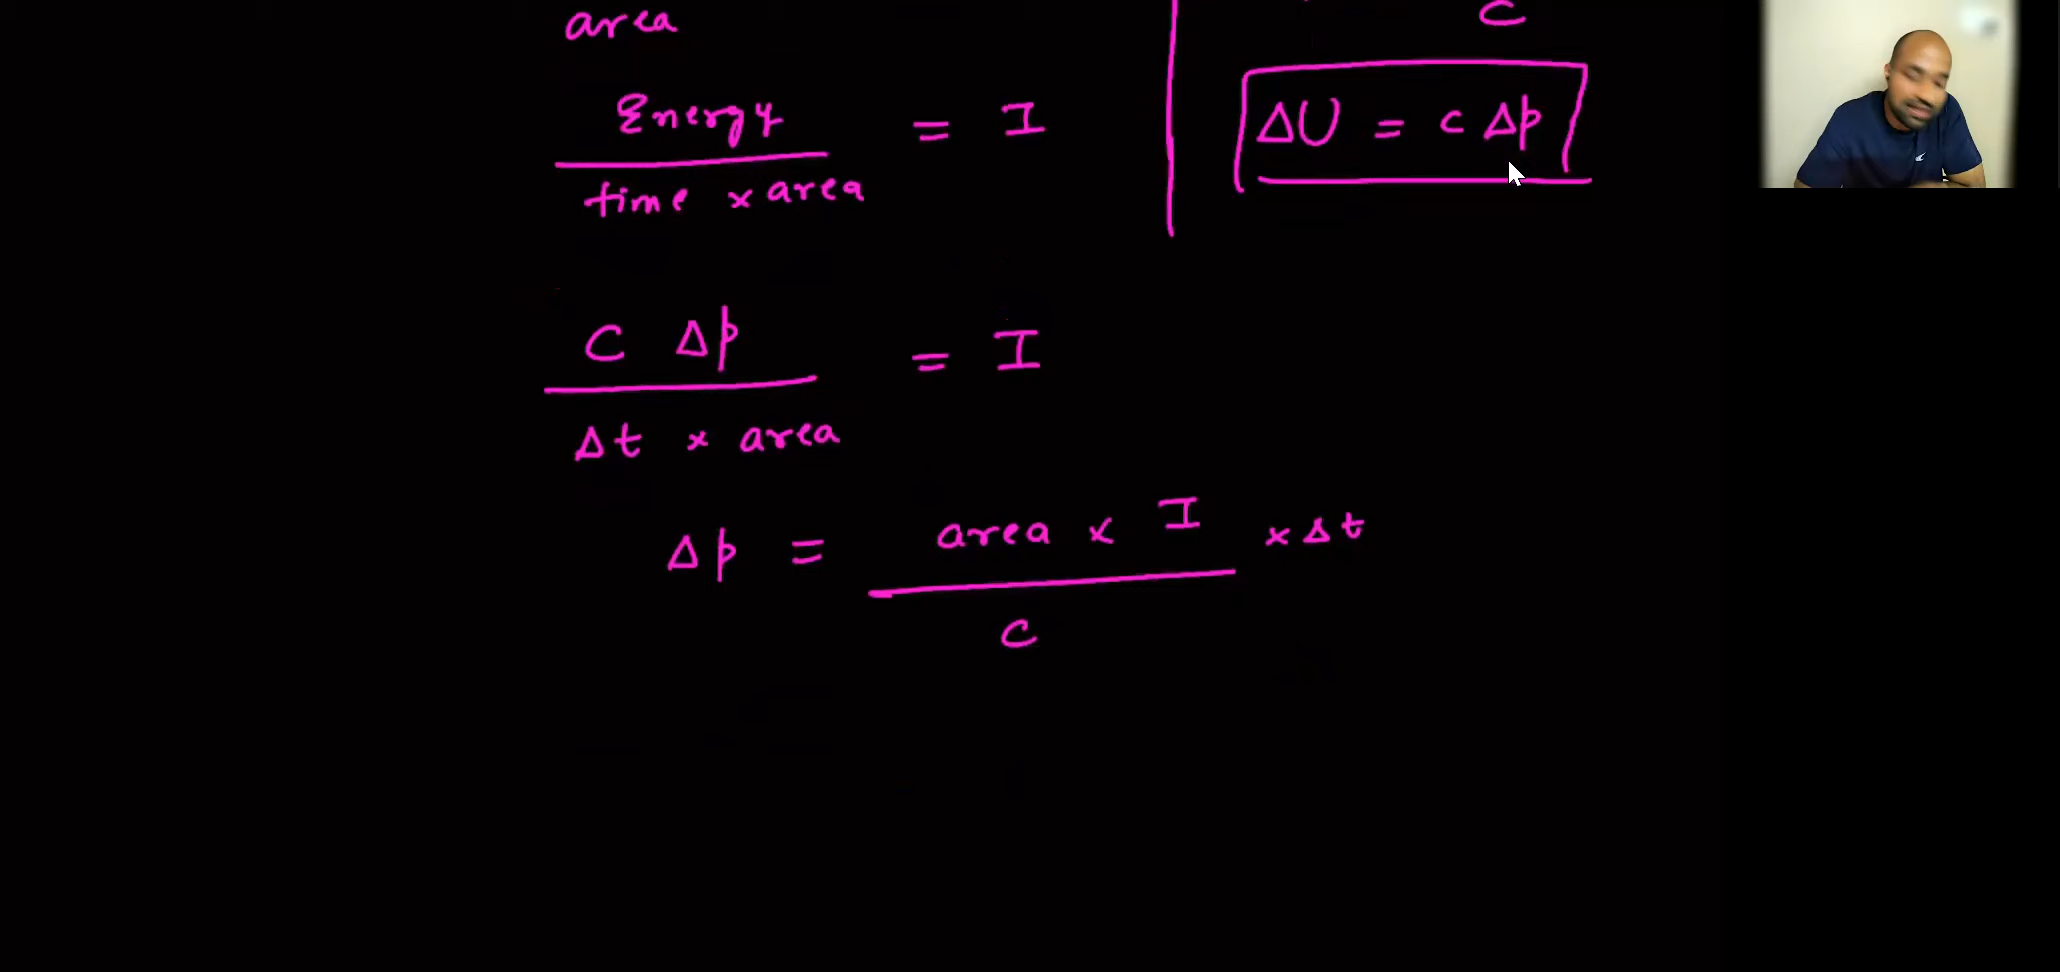 area
C
Energy
time × area
= I
ΔU = c Δp
C Δp
Δt × area
= I
Δp = area × I × Δt
C